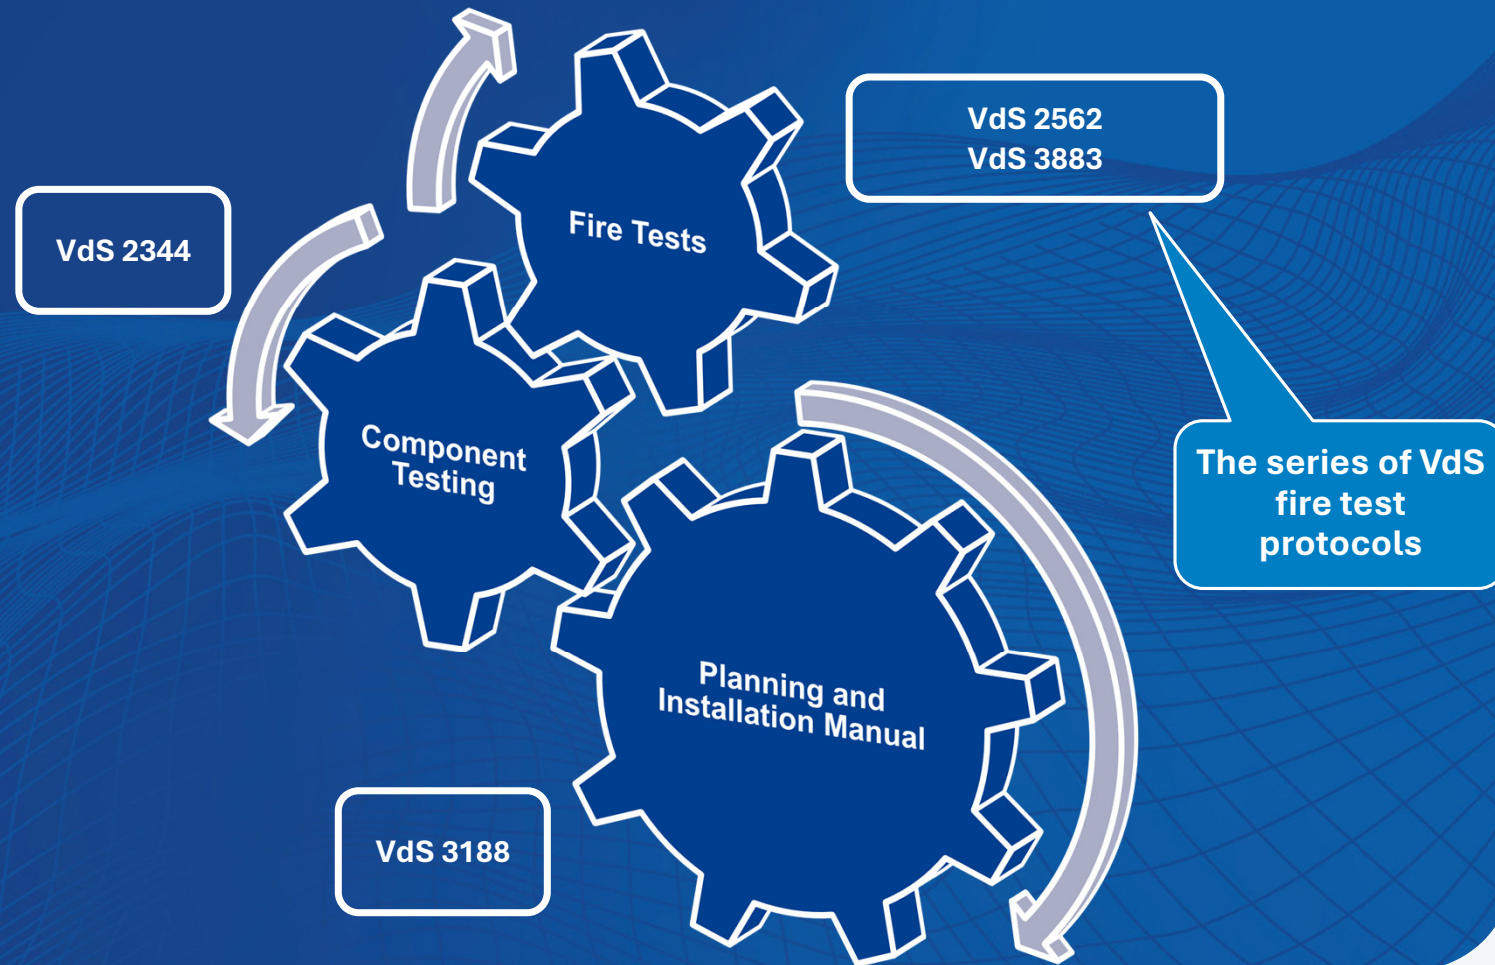 VdS 2562
VdS 3883
Fire Tests
VdS 2344
Component
Testing
The series of VdS
fire test
protocols
Planning and
Installation Manual
VdS 3188